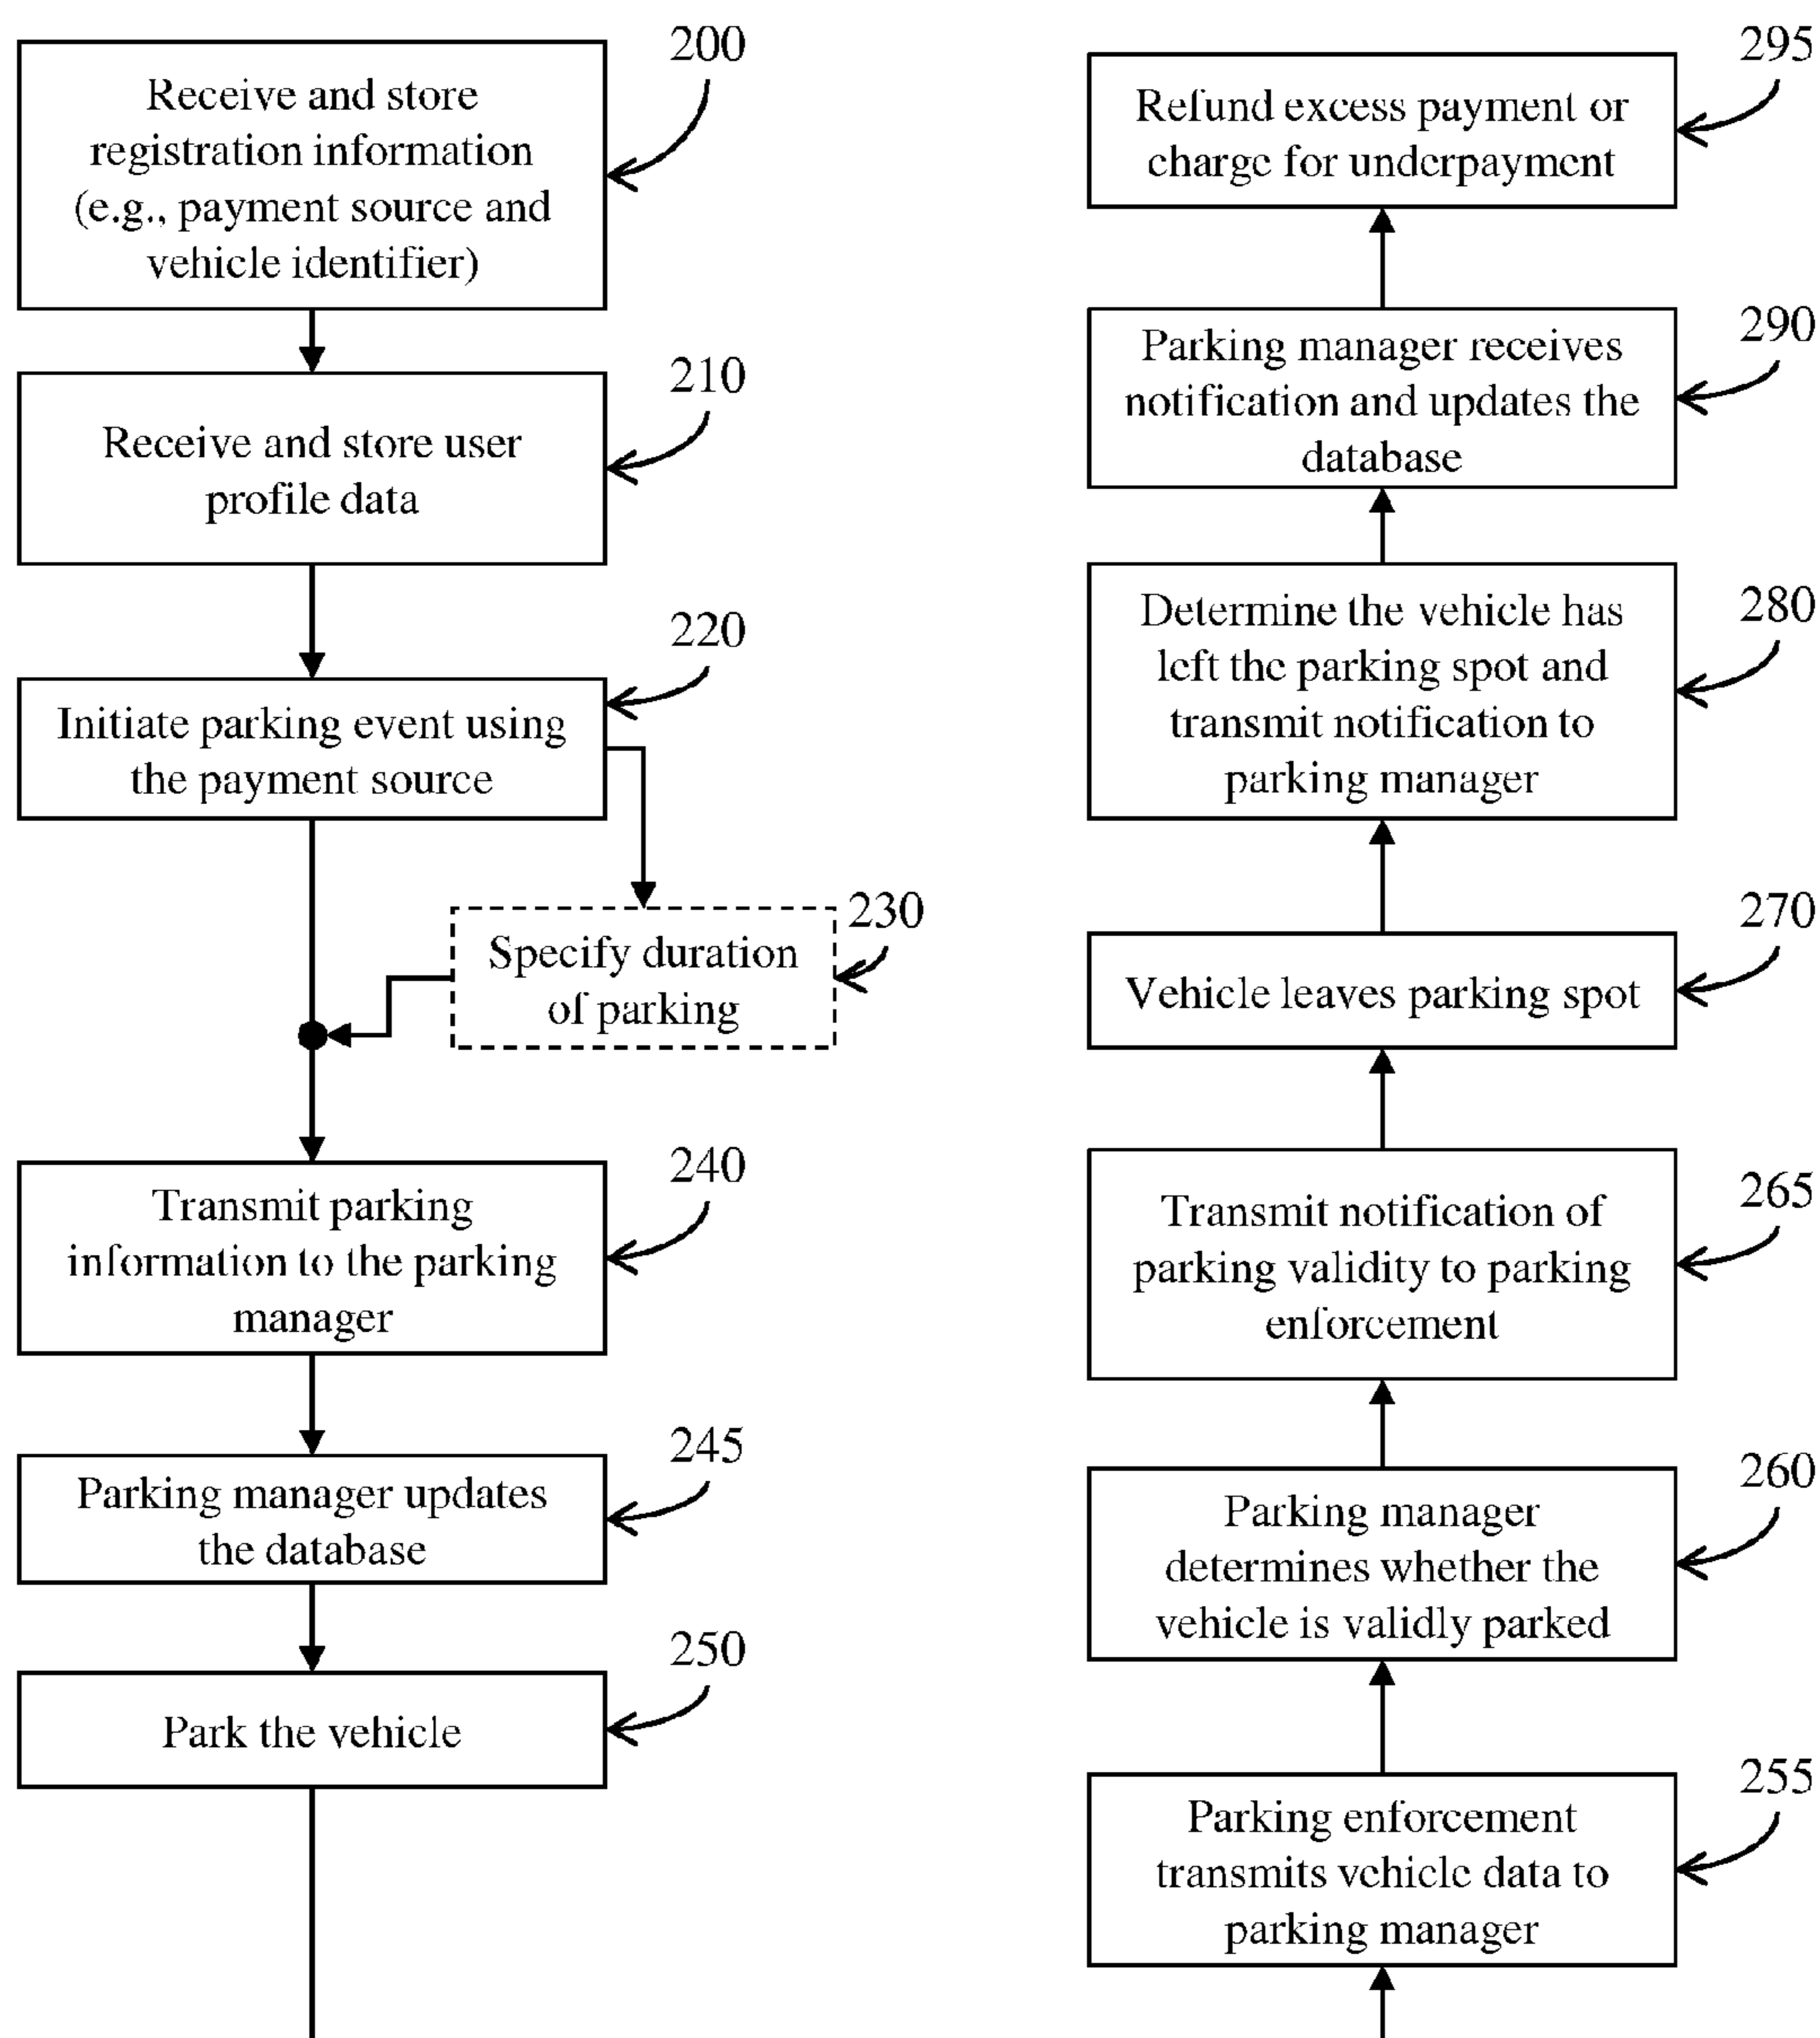 200
Receive and store
registration information
(e.g., payment source and
vehicle identifier)
210
Receive and store user
profile data
220
Initiate parking event using
the payment source
230
Specify duration
of parking
240
Transmit parking
information to the parking
manager
245
Parking manager updates
the database
250
Park the vehicle
295
Refund excess payment or
charge for underpayment
290
Parking manager receives
notification and updates the
database
280
Determine the vehicle has
left the parking spot and
transmit notification to
parking manager
270
Vehicle leaves parking spot
265
Transmit notification of
parking validity to parking
enforcement
260
Parking manager
determines whether the
vehicle is validly parked
255
Parking enforcement
transmits vehicle data to
parking manager